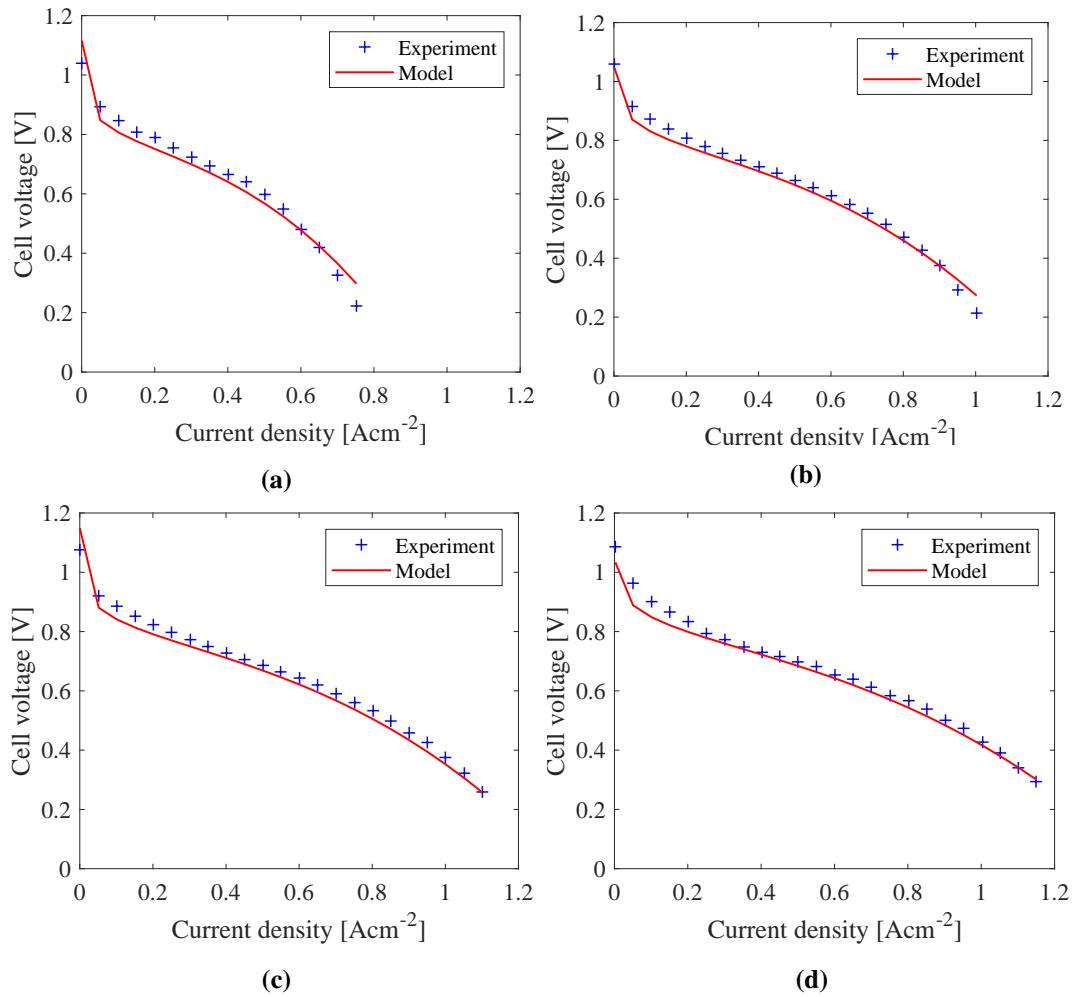 1.2
1
0.8
0.6
0.4
0.2
0
Cell voltage [V]
Experiment
Model
0 0.2 0.4 0.6 0.8 1 1.2
Current density [Acm⁻²]
(a)
1.2
1
0.8
0.6
0.4
0.2
0
Cell voltage [V]
Experiment
Model
0 0.2 0.4 0.6 0.8 1 1.2
Current density [Acm⁻²]
(b)
1.2
1
0.8
0.6
0.4
0.2
0
Cell voltage [V]
Experiment
Model
0 0.2 0.4 0.6 0.8 1 1.2
Current density [Acm⁻²]
(c)
1.2
1
0.8
0.6
0.4
0.2
0
Cell voltage [V]
Experiment
Model
0 0.2 0.4 0.6 0.8 1 1.2
Current density [Acm⁻²]
(d)